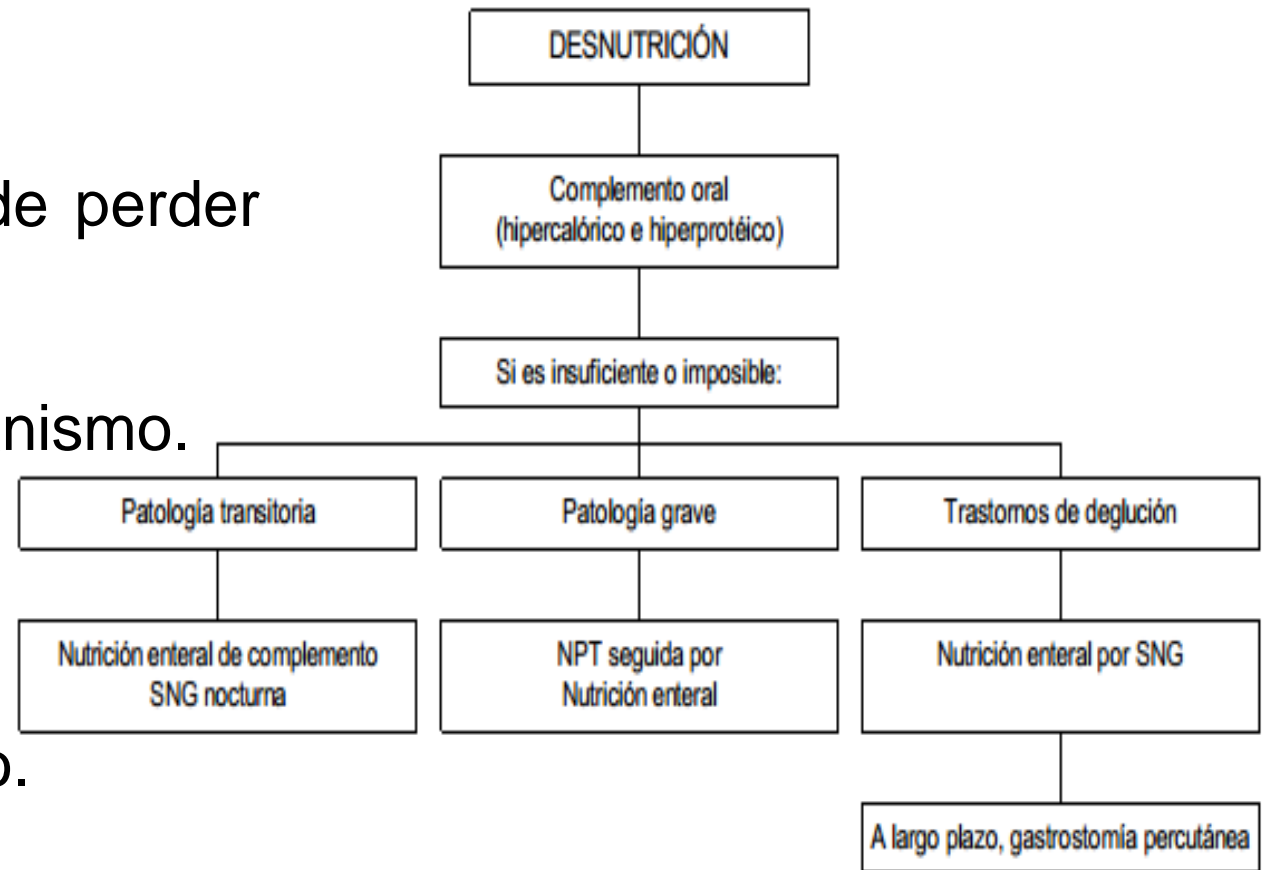 de perder
nismo.
o.
DESNUTRICIÓN
Complemento oral
(hipercalórico e hiperprotéico)
Si es insuficiente o imposible:
Patología transitoria
Patología grave
Trastornos de deglución
Nutrición enteral de complemento
SNG nocturna
NPT seguida por
Nutrición enteral
Nutrición enteral por SNG
A largo plazo, gastrostomía percutánea